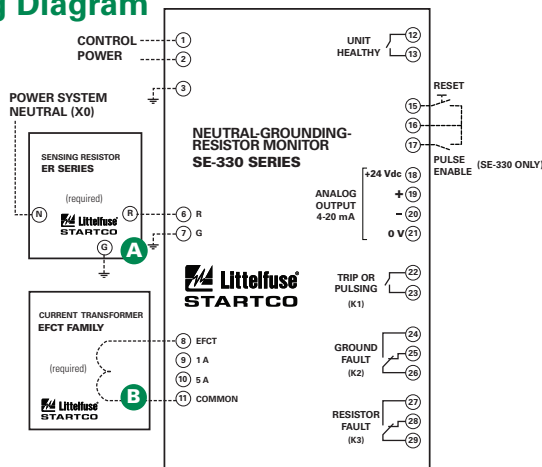 g Diagram
CONTROL
POWER
1
2
3
POWER SYSTEM
NEUTRAL (X0)
SENSING RESISTOR
ER SERIES
(required)
N
R
Littelfuse
STARTCO
G
A
6 R
7 G
CURRENT TRANSFORMER
EFCT FAMILY
(required)
Littelfuse
STARTCO
B
8 EFCT
9 1 A
10 5 A
11 COMMON
NEUTRAL-GROUNDING-
RESISTOR MONITOR
SE-330 SERIES
Littelfuse®
STARTCO
UNIT
HEALTHY
12
13
RESET
15
16
17
PULSE
ENABLE
(SE-330 ONLY)
ANALOG
OUTPUT
4-20 mA
+24 Vdc 18
+ 19
– 20
0 V 21
TRIP OR
PULSING
(K1)
22
23
GROUND
FAULT
(K2)
24
25
26
RESISTOR
FAULT
(K3)
27
28
29